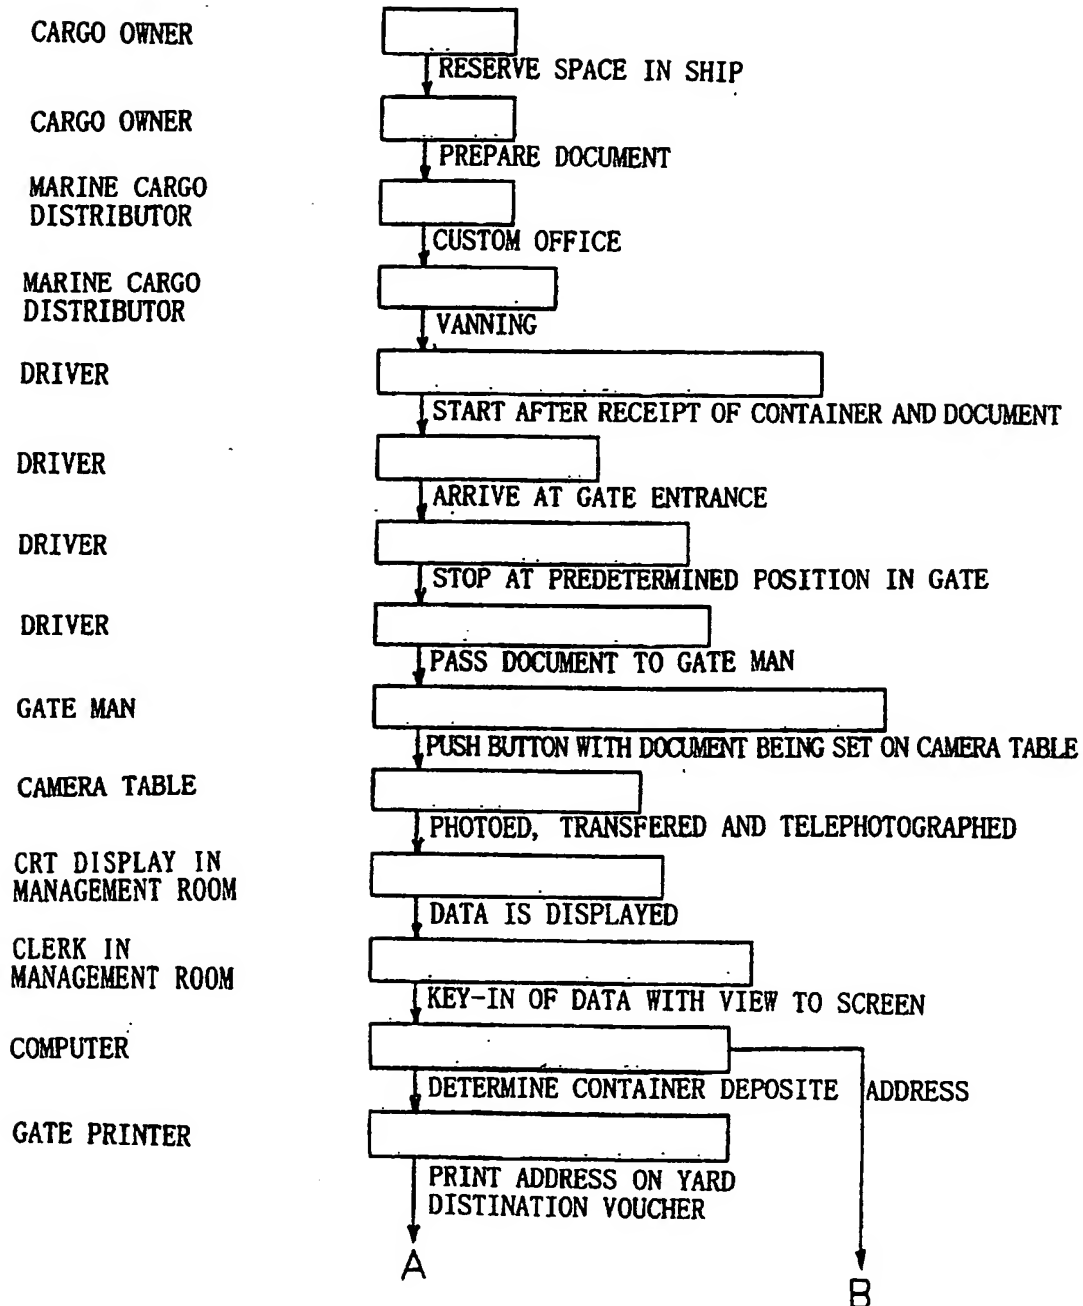 CARGO OWNER
RESERVE SPACE IN SHIP
CARGO OWNER
PREPARE DOCUMENT
MARINE CARGO
DISTRIBUTOR
CUSTOM OFFICE
MARINE CARGO
DISTRIBUTOR
VANNING
DRIVER
START AFTER RECEIPT OF CONTAINER AND DOCUMENT
DRIVER
ARRIVE AT GATE ENTRANCE
DRIVER
STOP AT PREDETERMINED POSITION IN GATE
DRIVER
PASS DOCUMENT TO GATE MAN
GATE MAN
PUSH BUTTON WITH DOCUMENT BEING SET ON CAMERA TABLE
CAMERA TABLE
PHOTOED, TRANSFERED AND TELEPHOTOGRAPHED
CRT DISPLAY IN
MANAGEMENT ROOM
DATA IS DISPLAYED
CLERK IN
MANAGEMENT ROOM
KEY-IN OF DATA WITH VIEW TO SCREEN
COMPUTER
DETERMINE CONTAINER DEPOSITE ADDRESS
GATE PRINTER
PRINT ADDRESS ON YARD
DISTINATION VOUCHER
A
B